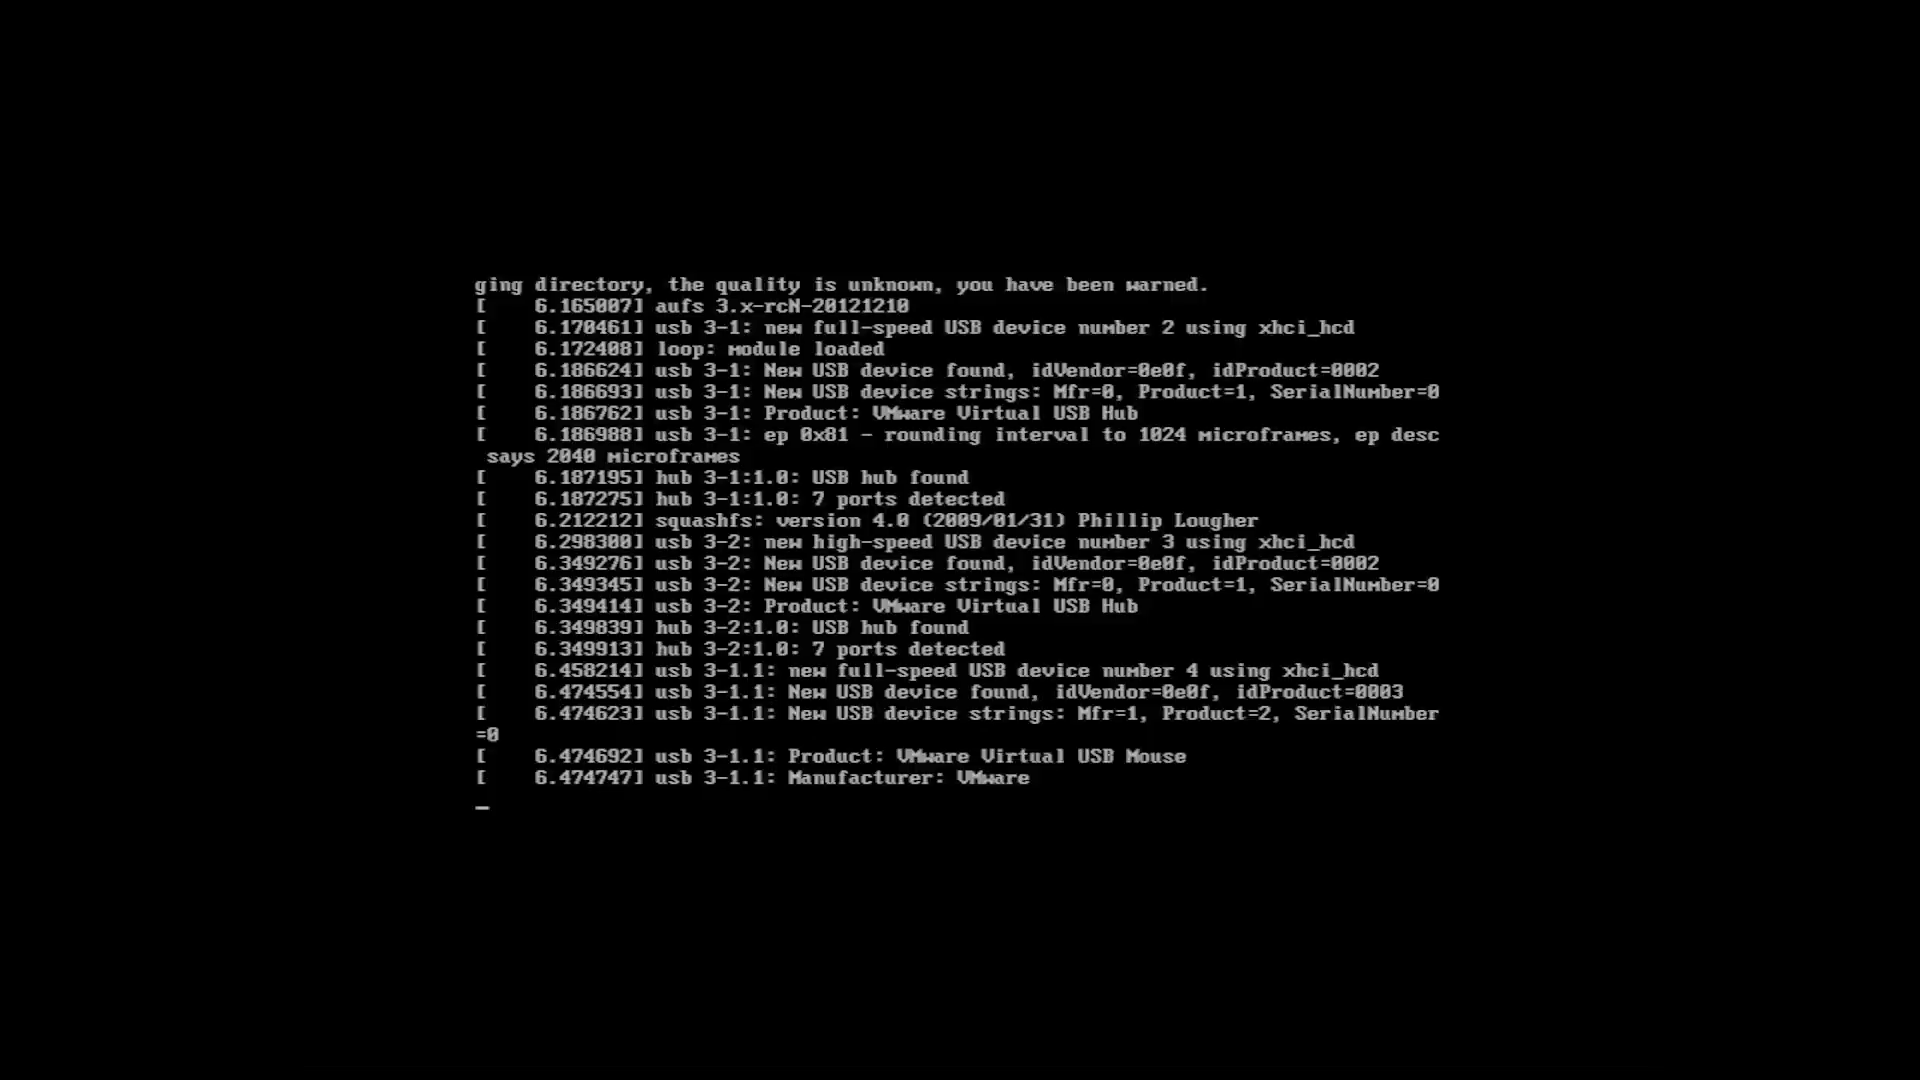 ging directory, the quality is unknown, you have been warned.
[    6.165007] aufs 3.x-rcN-20121210
[    6.170461] usb 3-1: new full-speed USB device number 2 using xhci_hcd
[    6.172408] loop: module loaded
[    6.186624] usb 3-1: New USB device found, idVendor=0e0f, idProduct=0002
[    6.186693] usb 3-1: New USB device strings: Mfr=0, Product=1, SerialNumber=0
[    6.186762] usb 3-1: Product: VMware Virtual USB Hub
[    6.186988] usb 3-1: ep 0x81 - rounding interval to 1024 microframes, ep desc
 says 2040 microframes
[    6.187195] hub 3-1:1.0: USB hub found
[    6.187275] hub 3-1:1.0: 7 ports detected
[    6.212212] squashfs: version 4.0 (2009/01/31) Phillip Lougher
[    6.298300] usb 3-2: new high-speed USB device number 3 using xhci_hcd
[    6.349276] usb 3-2: New USB device found, idVendor=0e0f, idProduct=0002
[    6.349345] usb 3-2: New USB device strings: Mfr=0, Product=1, SerialNumber=0
[    6.349414] usb 3-2: Product: VMware Virtual USB Hub
[    6.349839] hub 3-2:1.0: USB hub found
[    6.349913] hub 3-2:1.0: 7 ports detected
[    6.458214] usb 3-1.1: new full-speed USB device number 4 using xhci_hcd
[    6.474554] usb 3-1.1: New USB device found, idVendor=0e0f, idProduct=0003
[    6.474623] usb 3-1.1: New USB device strings: Mfr=1, Product=2, SerialNumber
=0
[    6.474692] usb 3-1.1: Product: VMware Virtual USB Mouse
[    6.474747] usb 3-1.1: Manufacturer: VMware
_